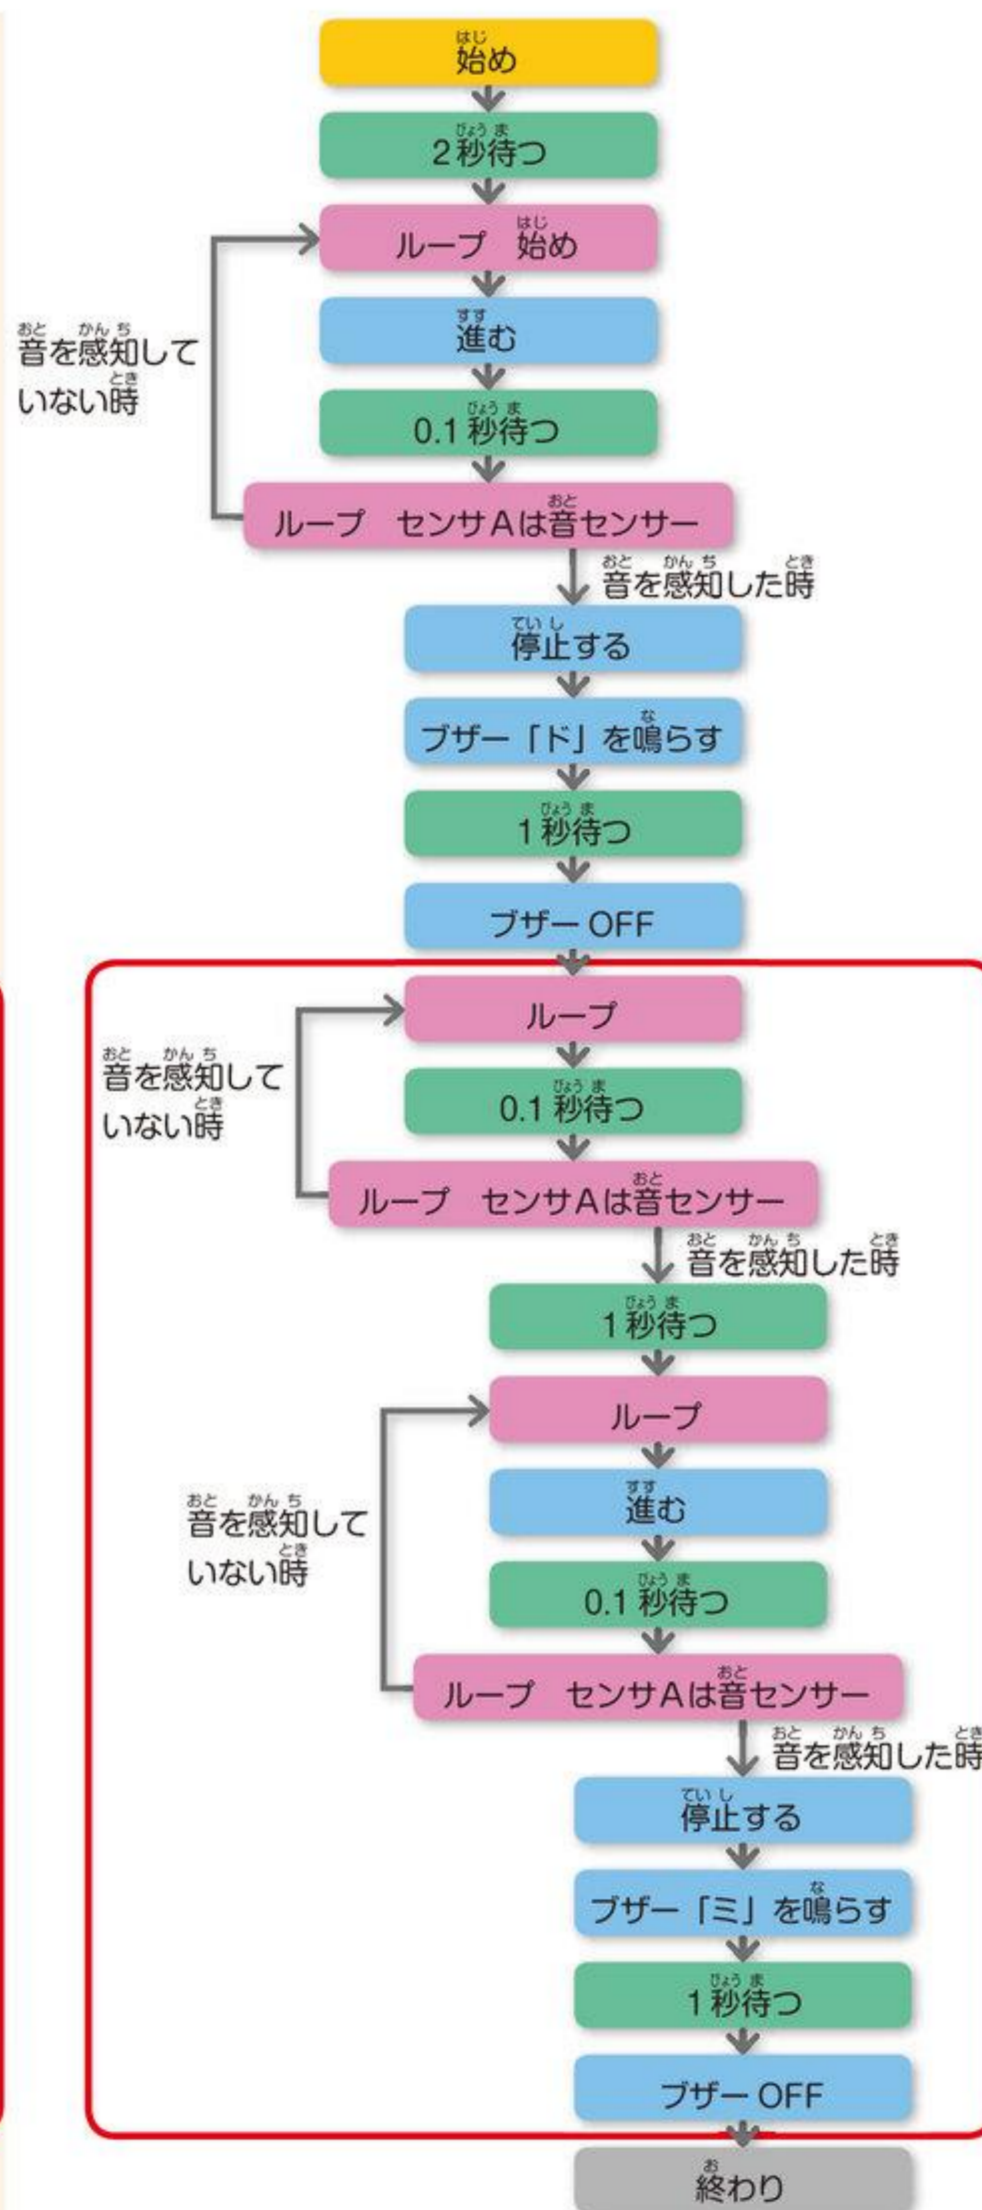 始め
2秒待つ
ループ　始め
進む
音を感知して
いない時
0.1秒待つ
ループ　センサAは音センサー
音を感知した時
停止する
ブザー「ド」を鳴らす
1秒待つ
ブザーOFF
ループ
音を感知して
いない時
0.1秒待つ
ループ　センサAは音センサー
音を感知した時
1秒待つ
ループ
進む
音を感知して
いない時
0.1秒待つ
ループ　センサAは音センサー
音を感知した時
停止する
ブザー「ミ」を鳴らす
1秒待つ
ブザーOFF
終わり